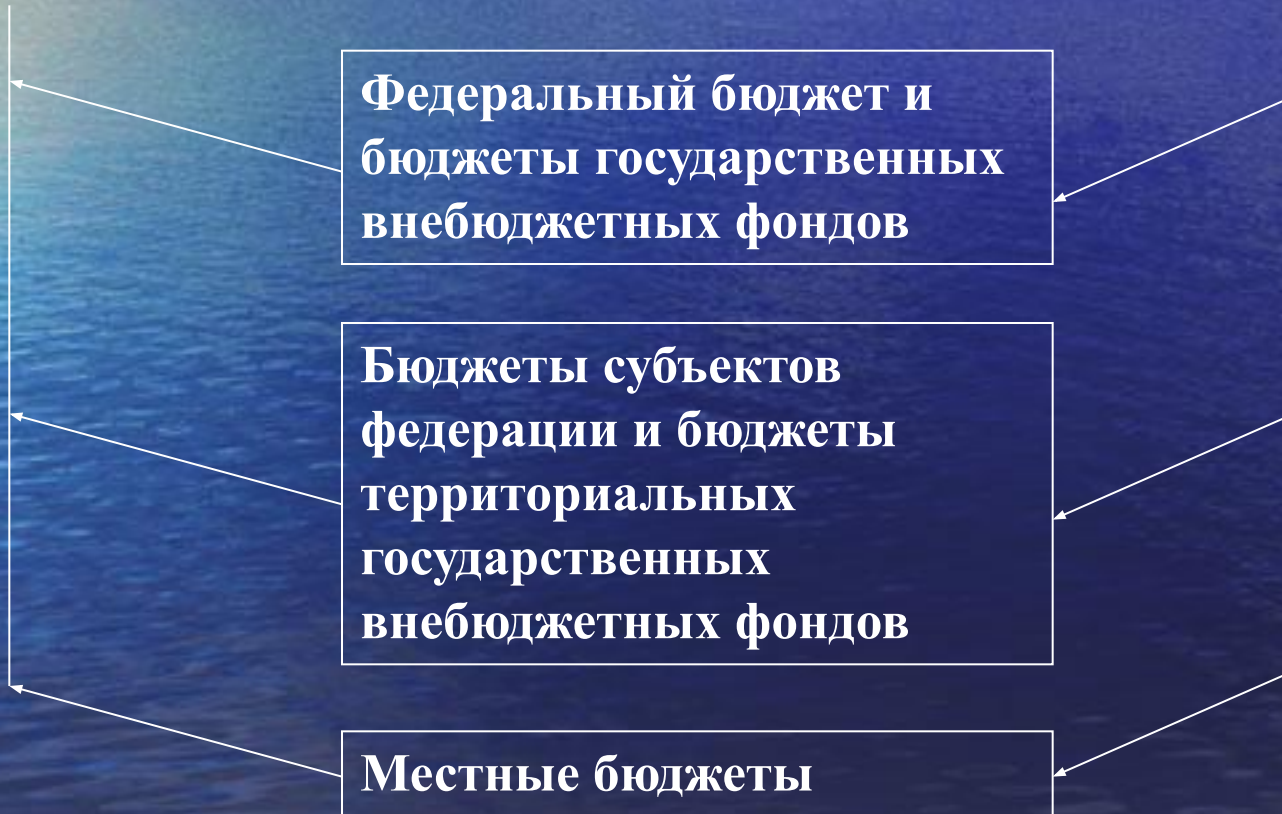 Федеральный бюджет и
бюджеты государственных
внебюджетных фондов
Бюджеты субъектов
федерации и бюджеты
территориальных
государственных
внебюджетных фондов
Местные бюджеты